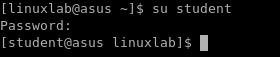 [linuxlab@asus ~]$ su student
Password:
[student@asus linuxlab]$